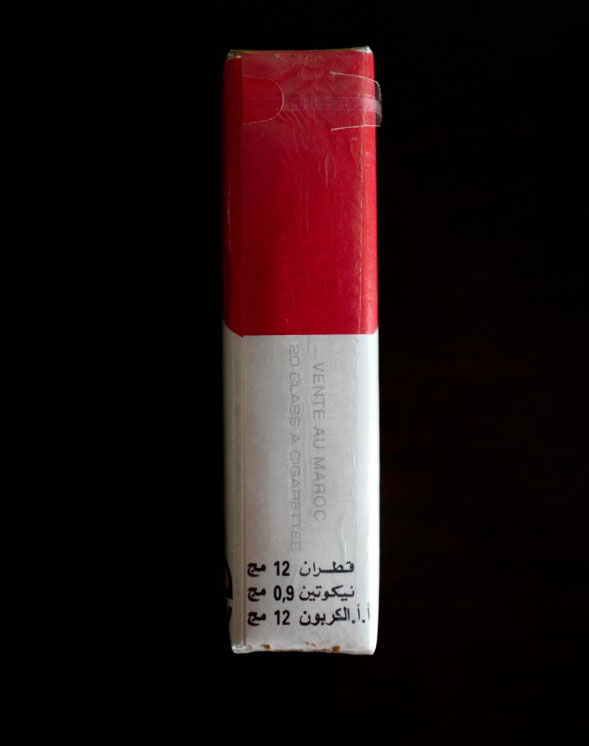 VENTE AU MAROC
20 CLASS A CIGARETTES
قطران 12 مج
نيكوتين 0,9 مج
أ.أ.الكربون 12 مج